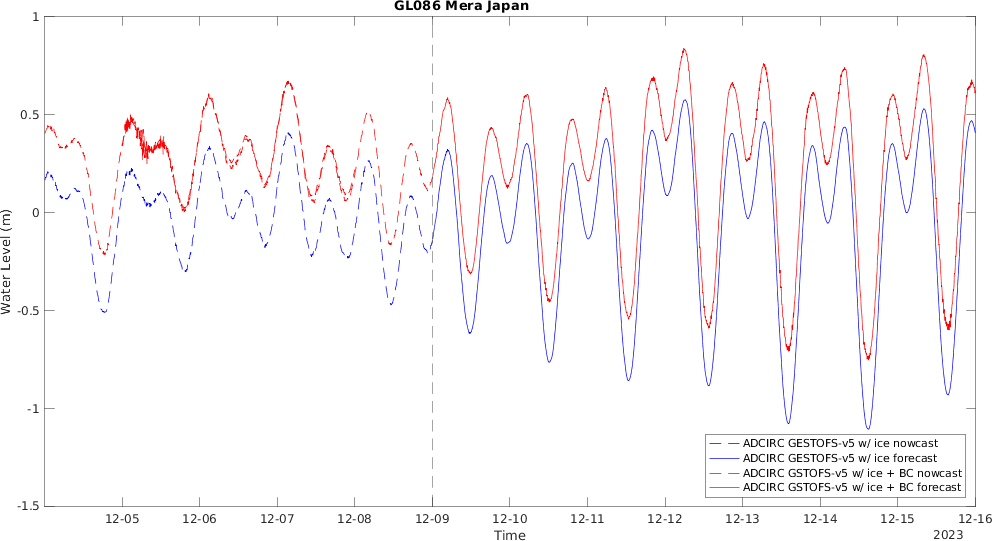 GL086 Mera Japan
1
0.5
0
-0.5
-1
-1.5
Water Level (m)
12-05 12-06 12-07 12-08 12-09 12-10 12-11 12-12 12-13 12-14 12-15 12-16
Time
2023
ADCIRC GESTOFS-v5 w/ ice nowcast
ADCIRC GESTOFS-v5 w/ ice forecast
ADCIRC GSTOFS-v5 w/ ice + BC nowcast
ADCIRC GSTOFS-v5 w/ ice + BC forecast